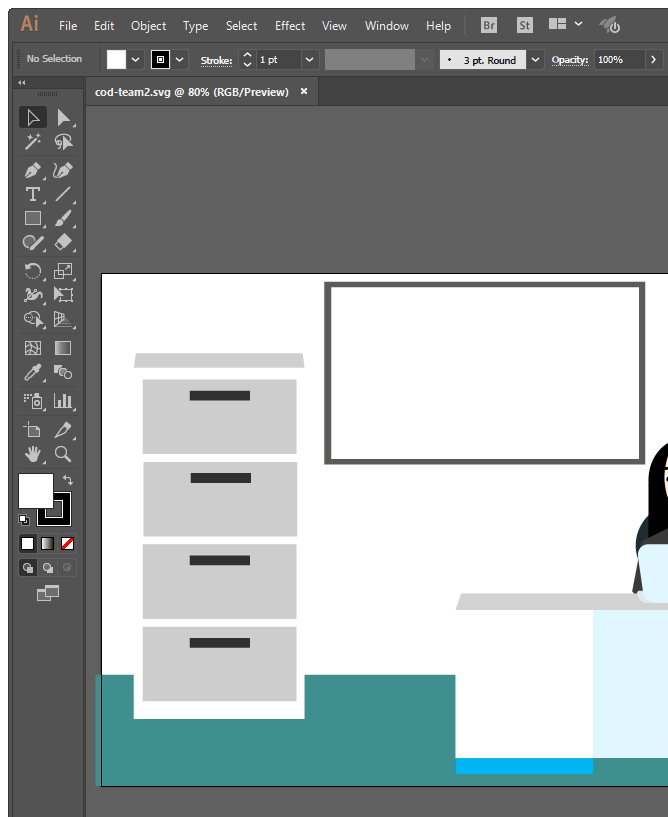 Ai File Edit Object Type Select Effect View Window Help Br St
No Selection Stroke: 1 pt 3 pt. Round Opacity: 100%
cod-team2.svg @ 80% (RGB/Preview) ×
T